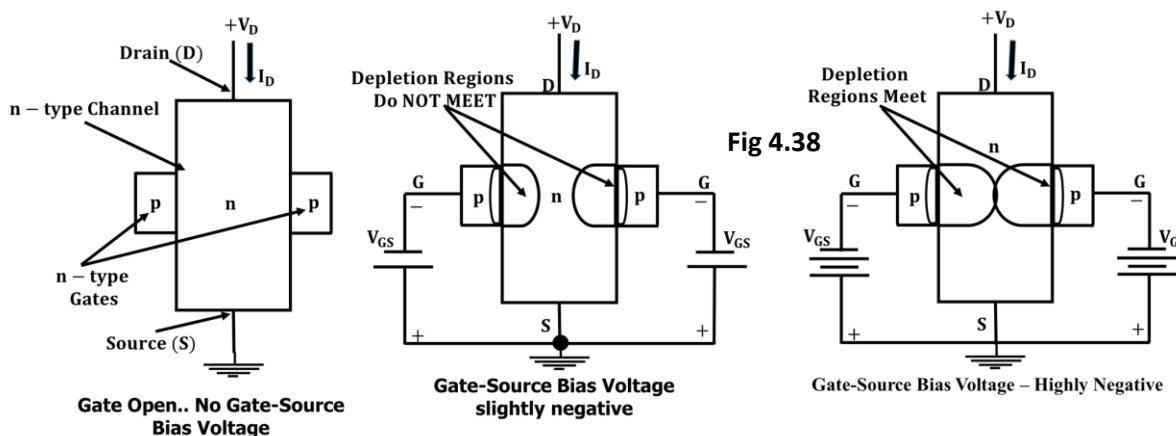 +V_D
Drain (D)
I_D
n – type Channel
p
n
p
n – type
Gates
Source (S)
Gate Open.. No Gate-Source
Bias Voltage
+V_D
I_D
Depletion Regions
Do NOT MEET
D
G
–
p
n
p
G
–
V_GS
V_GS
+
S
+
Gate-Source Bias Voltage
slightly negative
Fig 4.38
+V_D
I_D
Depletion
Regions Meet
D
n
G
–
p
p
G
–
V_GS
V_G
+
S
+
Gate-Source Bias Voltage – Highly Negative